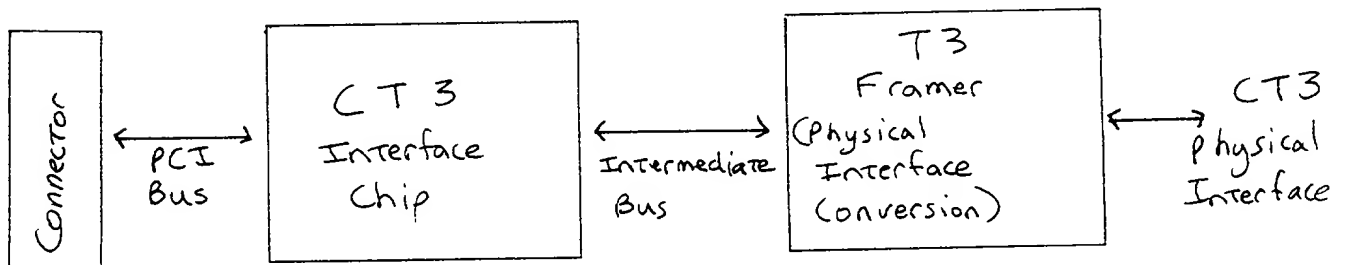 Connector
PCI
Bus
CT3
Interface
Chip
Intermediate
Bus
T3
Framer
(Physical
Interface
Conversion)
CT3
Physical
Interface